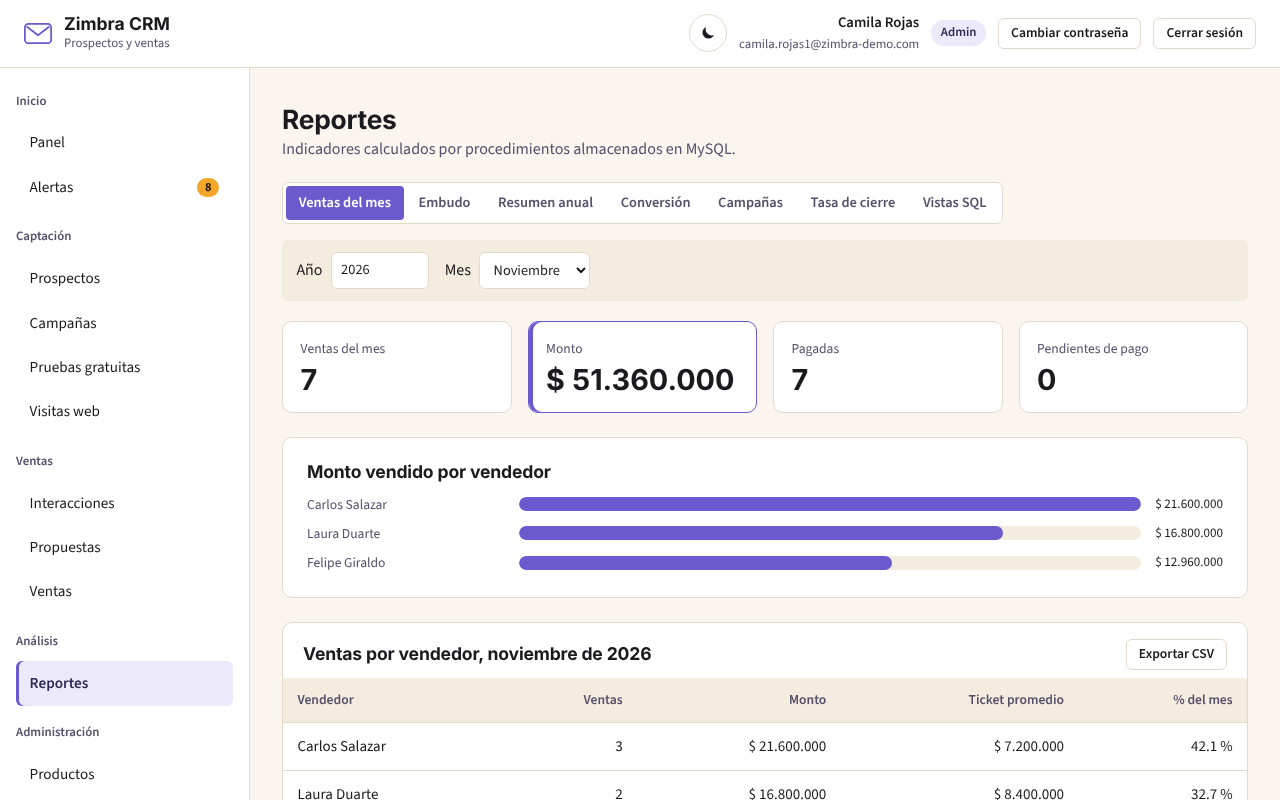 Zimbra CRM
Prospectos y ventas
Camila Rojas
camila.rojas1@zimbra-demo.com
Admin
Cambiar contraseña
Cerrar sesión
Inicio
Panel
Alertas 8
Captación
Prospectos
Campañas
Pruebas gratuitas
Visitas web
Ventas
Interacciones
Propuestas
Ventas
Análisis
Reportes
Administración
Productos
Reportes
Indicadores calculados por procedimientos almacenados en MySQL.
Ventas del mes Embudo Resumen anual Conversión Campañas Tasa de cierre Vistas SQL
Año 2026 Mes Noviembre
Ventas del mes
7
Monto
$ 51.360.000
Pagadas
7
Pendientes de pago
0
Monto vendido por vendedor
Carlos Salazar $ 21.600.000
Laura Duarte $ 16.800.000
Felipe Giraldo $ 12.960.000
Ventas por vendedor, noviembre de 2026 Exportar CSV
Vendedor Ventas Monto Ticket promedio % del mes
Carlos Salazar 3 $ 21.600.000 $ 7.200.000 42.1 %
Laura Duarte 2 $ 16.800.000 $ 8.400.000 32.7 %